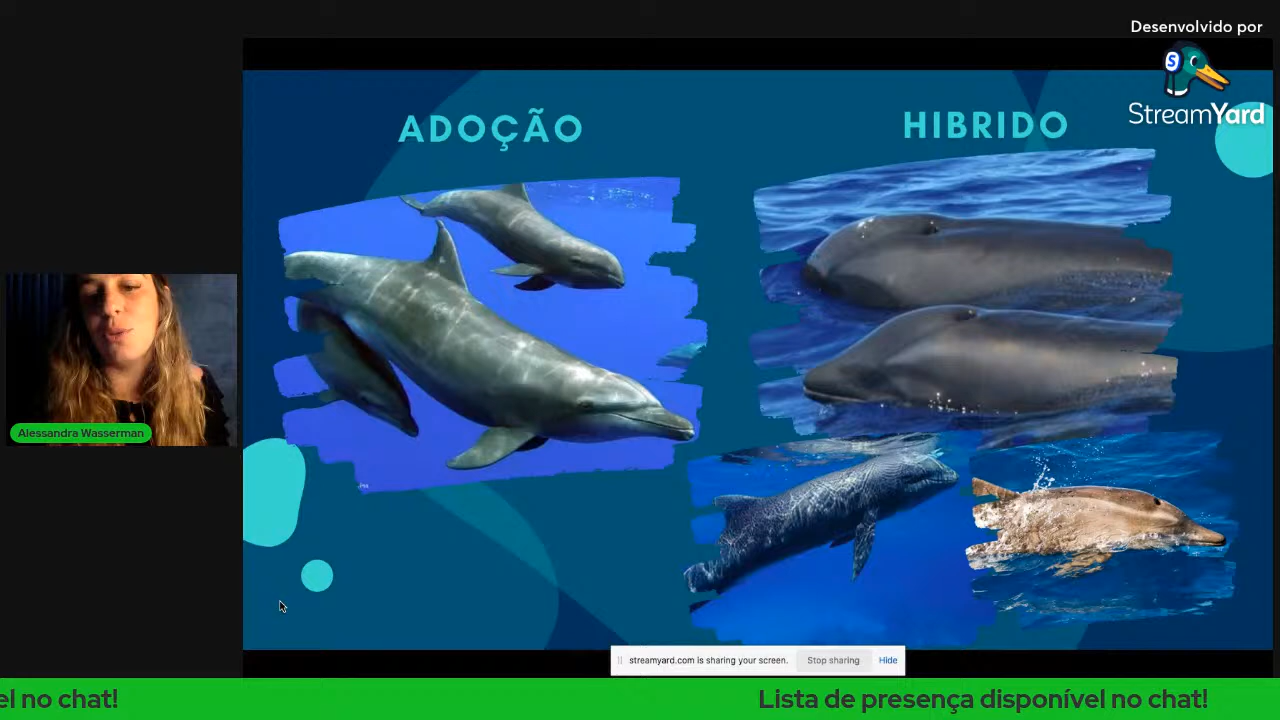 Desenvolvido por
StreamYard
ADOÇÃO
HIBRIDO
Alessandra Wasserman
streamyard.com is sharing your screen.
Stop sharing
Hide
el no chat!
Lista de presença disponível no chat!